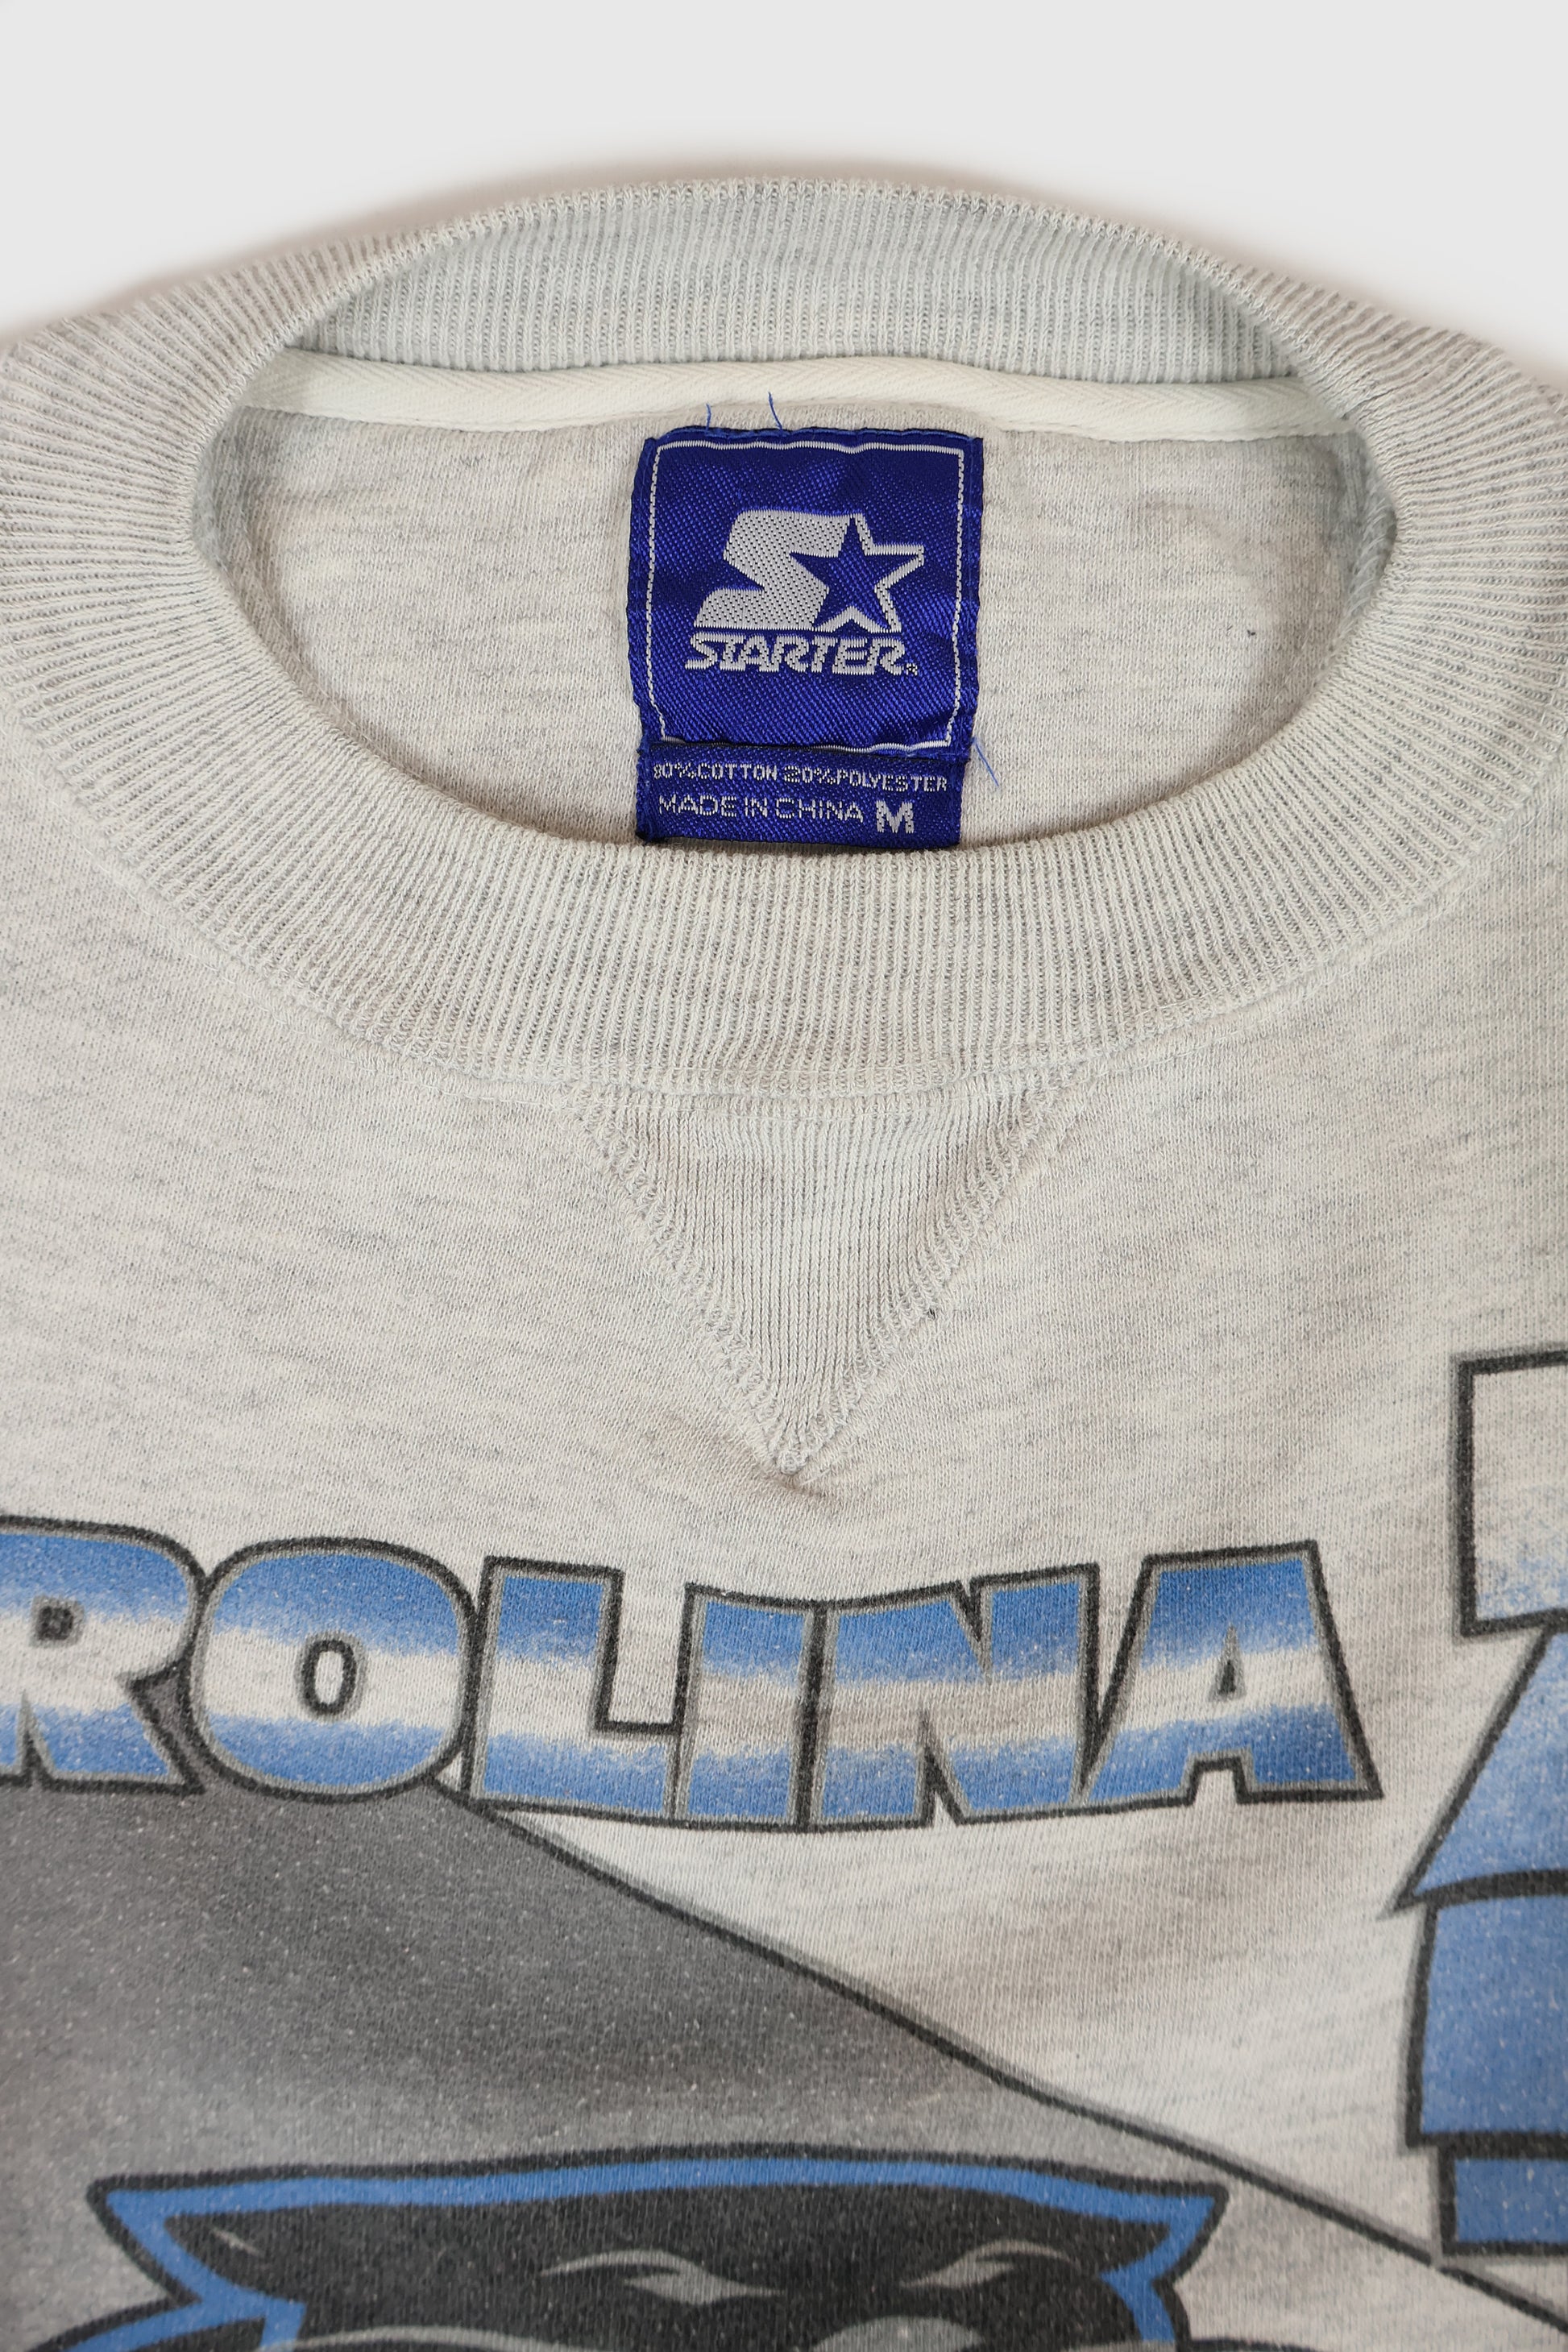 STARTER®
80%COTTON 20%POLYESTER
MADE IN CHINA M
ROLINA